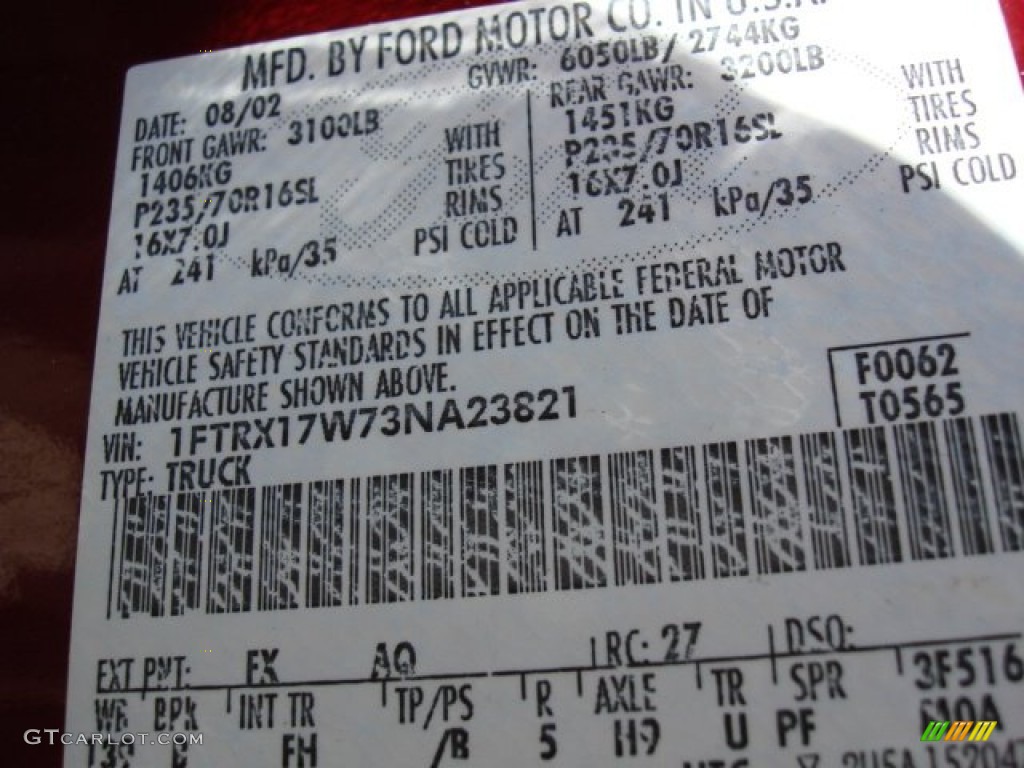 MFD. BY FORD MOTOR CO. IN U.S.A.
DATE: 08/02 GVWR: 6050LB/ 2744KG
FRONT GAWR: 3100LB REAR GAWR: 3200LB
1406KG WITH 1451KG WITH
P235/70R16SL TIRES P235/70R16SL TIRES
16X7.0J RIMS 16X7.0J RIMS
AT 241 kPa/35 PSI COLD AT 241 kPa/35 PSI COLD
THIS VEHICLE CONFORMS TO ALL APPLICABLE FEDERAL MOTOR
VEHICLE SAFETY STANDARDS IN EFFECT ON THE DATE OF
MANUFACTURE SHOWN ABOVE.
VIN: 1FTRX17W73NA23821
F0062
T0565
TYPE: TRUCK
EXT PNT: FX AQ RC: 27 DSO:
WB BRK INT TR TP/PS R AXLE TR SPR 3F516
FH /B 5 H9 U PF
GTCarlot.com